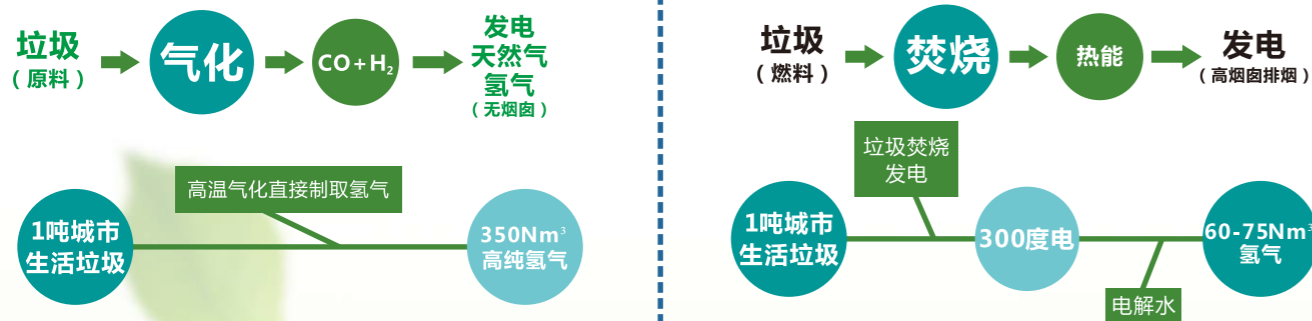 垃圾
（原料）
气化
CO+H₂
发电
天然气
氢气
（无烟囱）
高温气化直接制取氢气
1吨城市
生活垃圾
350Nm³
高纯氢气
垃圾
（燃料）
焚烧
热能
发电
（高烟囱排烟）
垃圾焚烧
发电
1吨城市
生活垃圾
300度电
60-75Nm³
氢气
电解水